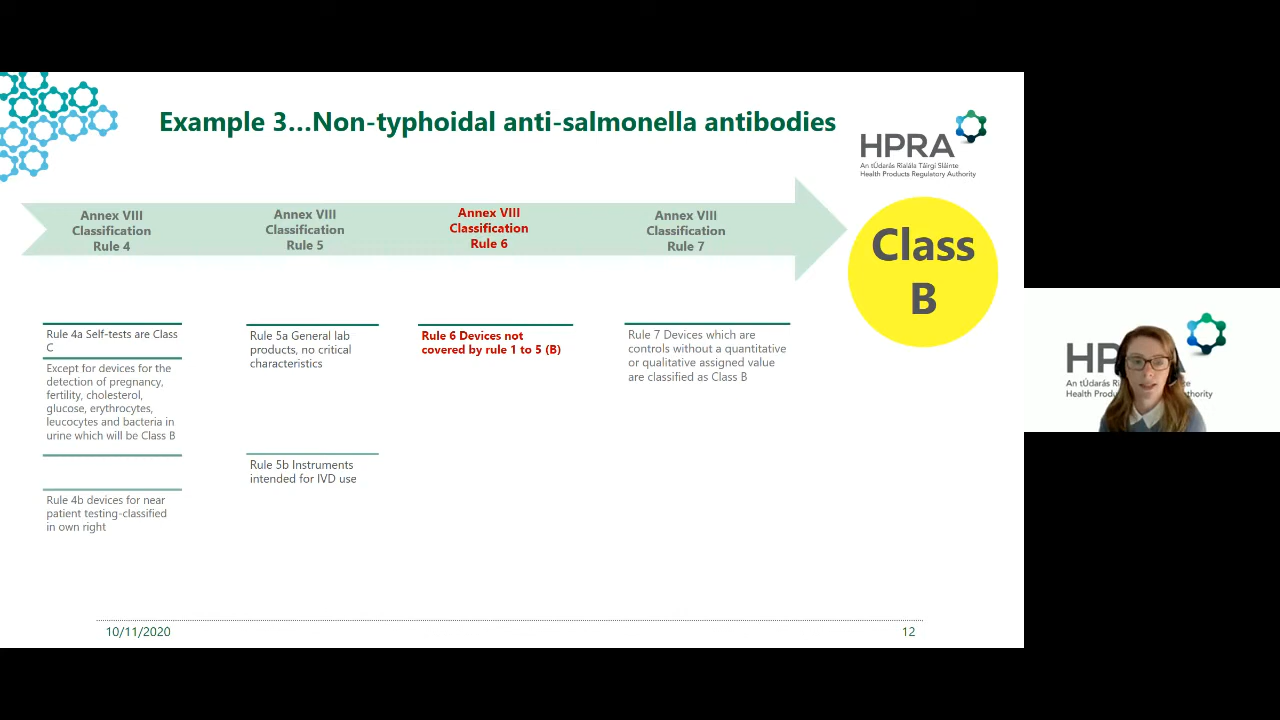 Example 3...Non-typhoidal anti-salmonella antibodies
HPRA
An tÚdarás Rialála Táirgí Sláinte
Health Products Regulatory Authority
Annex VIII
Classification
Rule 4
Annex VIII
Classification
Rule 5
Annex VIII
Classification
Rule 6
Annex VIII
Classification
Rule 7
Class
B
Rule 4a Self-tests are Class
C
Except for devices for the
detection of pregnancy,
fertility, cholesterol,
glucose, erythrocytes,
leucocytes and bacteria in
urine which will be Class B
Rule 4b devices for near
patient testing-classified
in own right
Rule 5a General lab
products, no critical
characteristics
Rule 5b Instruments
intended for IVD use
Rule 6 Devices not
covered by rule 1 to 5 (B)
Rule 7 Devices which are
controls without a quantitative
or qualitative assigned value
are classified as Class B
10/11/2020
12
HP A
An tÚdarás
Health Products